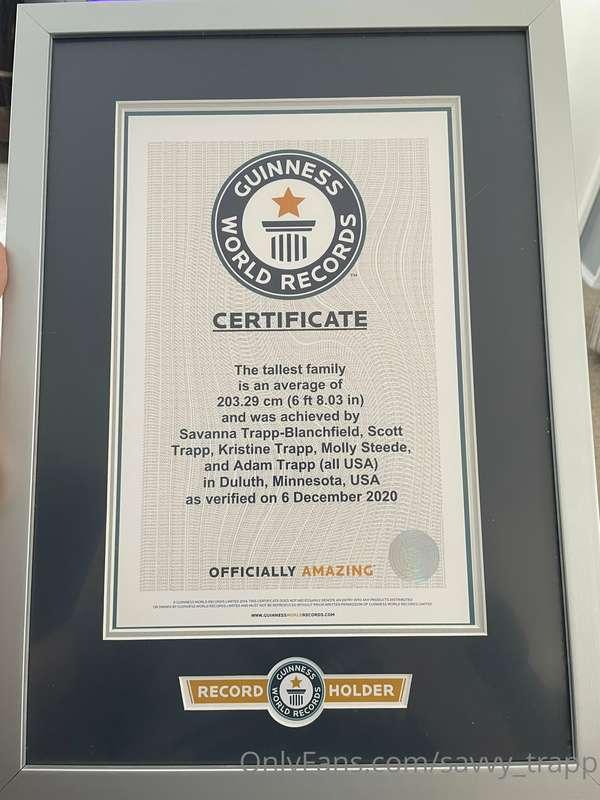 GUINNESS
WORLD RECORDS
™
CERTIFICATE
The tallest family
is an average of
203.29 cm (6 ft 8.03 in)
and was achieved by
Savanna Trapp-Blanchfield, Scott
Trapp, Kristine Trapp, Molly Steede,
and Adam Trapp (all USA)
in Duluth, Minnesota, USA
as verified on 6 December 2020
OFFICIALLY AMAZING
WWW.GUINNESSWORLDRECORDS.COM
RECORD HOLDER
GUINNESS
WORLD RECORDS
OnlyFans.com/savvy_trapp